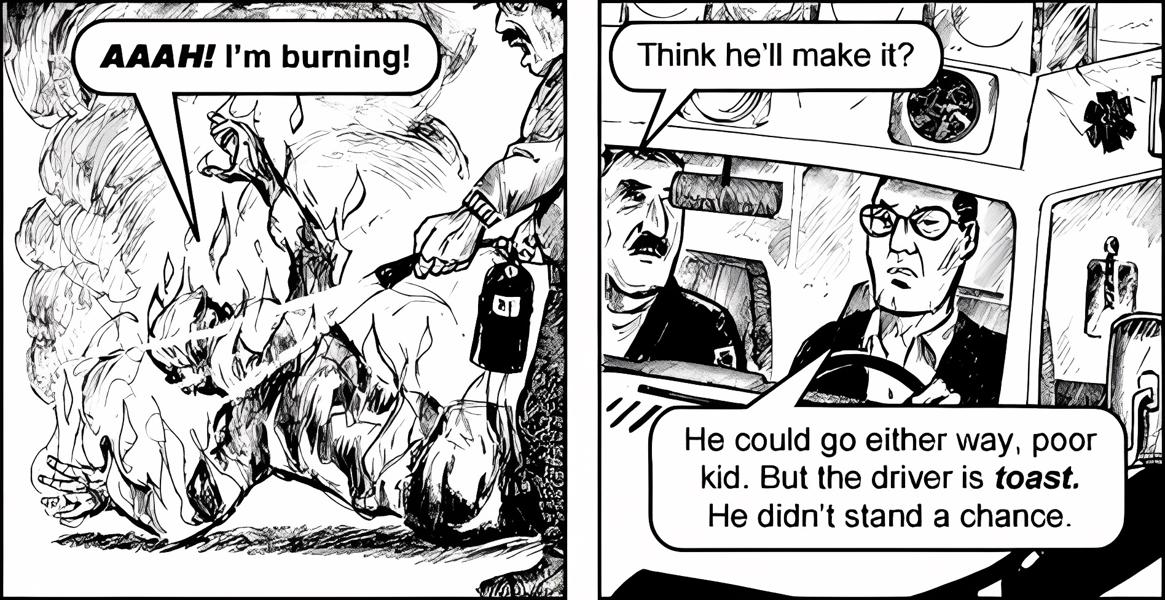 AAAH! I'm burning!
Think he'll make it?
He could go either way, poor
kid. But the driver is toast.
He didn't stand a chance.